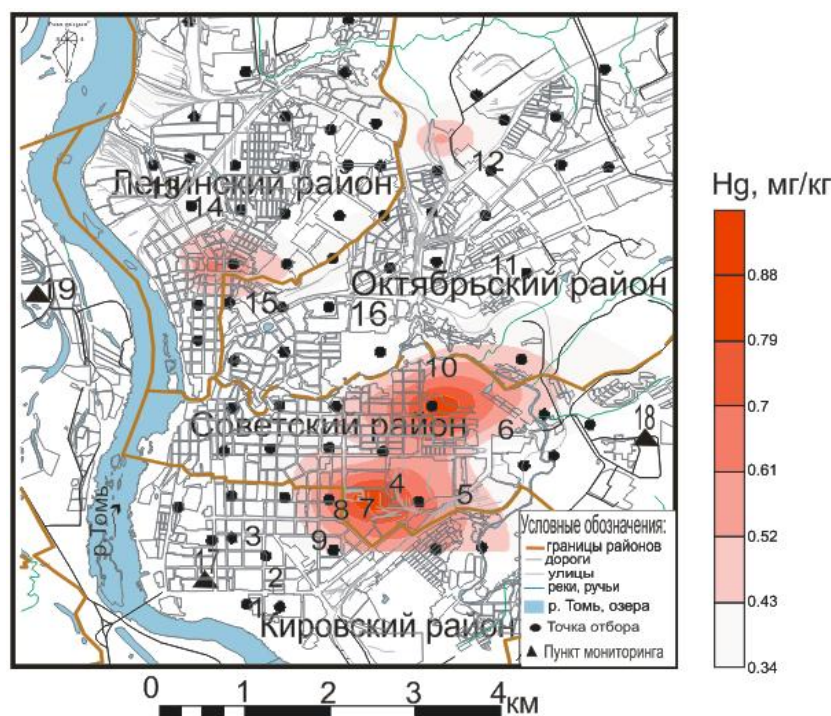 12
Ленинский район
14
11
Октябрьский район
19
15
16
10
Советский район
6
18
4
5
8
7
р.Томь
3
9
17
2
1
Кировский район
Условные обозначения:
границы районов
дороги
улицы
реки, ручьи
р. Томь, озера
Точка отбора
Пункт мониторинга
Hg, мг/кг
0.88
0.79
0.7
0.61
0.52
0.43
0.34
0 1 2 3 4 км